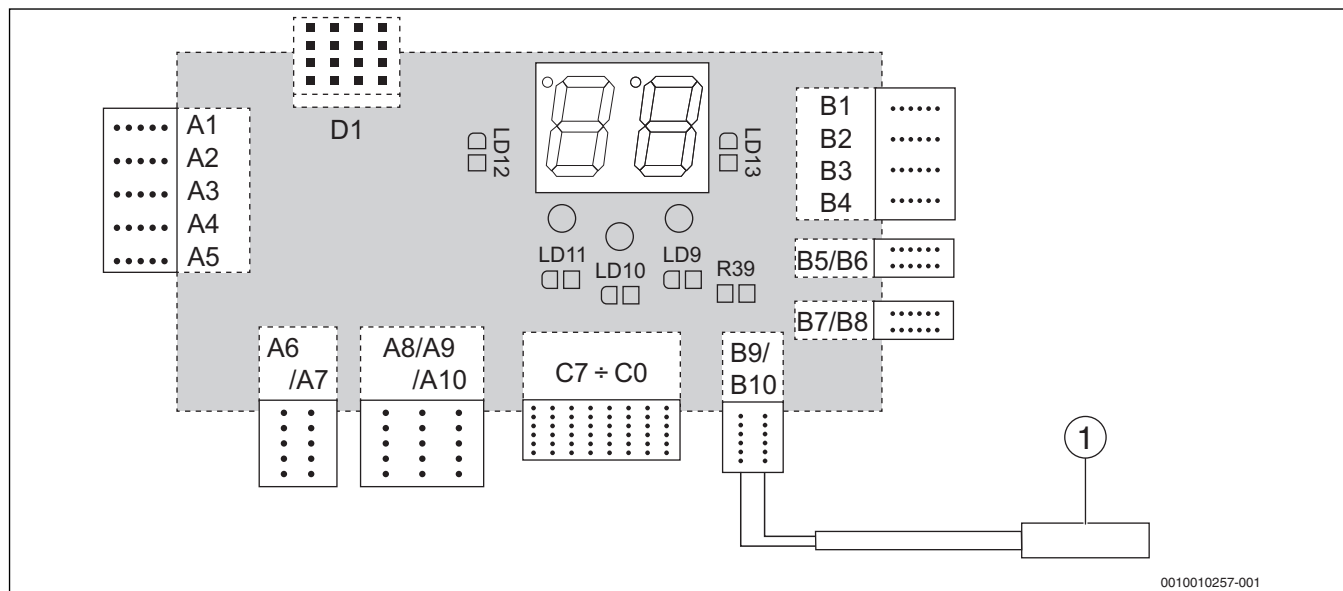 D1
A1
A2
A3
A4
A5
LD12
LD13
B1
B2
B3
B4
LD11
LD10
LD9
R39
B5/B6
B7/B8
A6
/A7
A8/A9
/A10
C7 ÷ C0
B9/
B10
1
0010010257-001